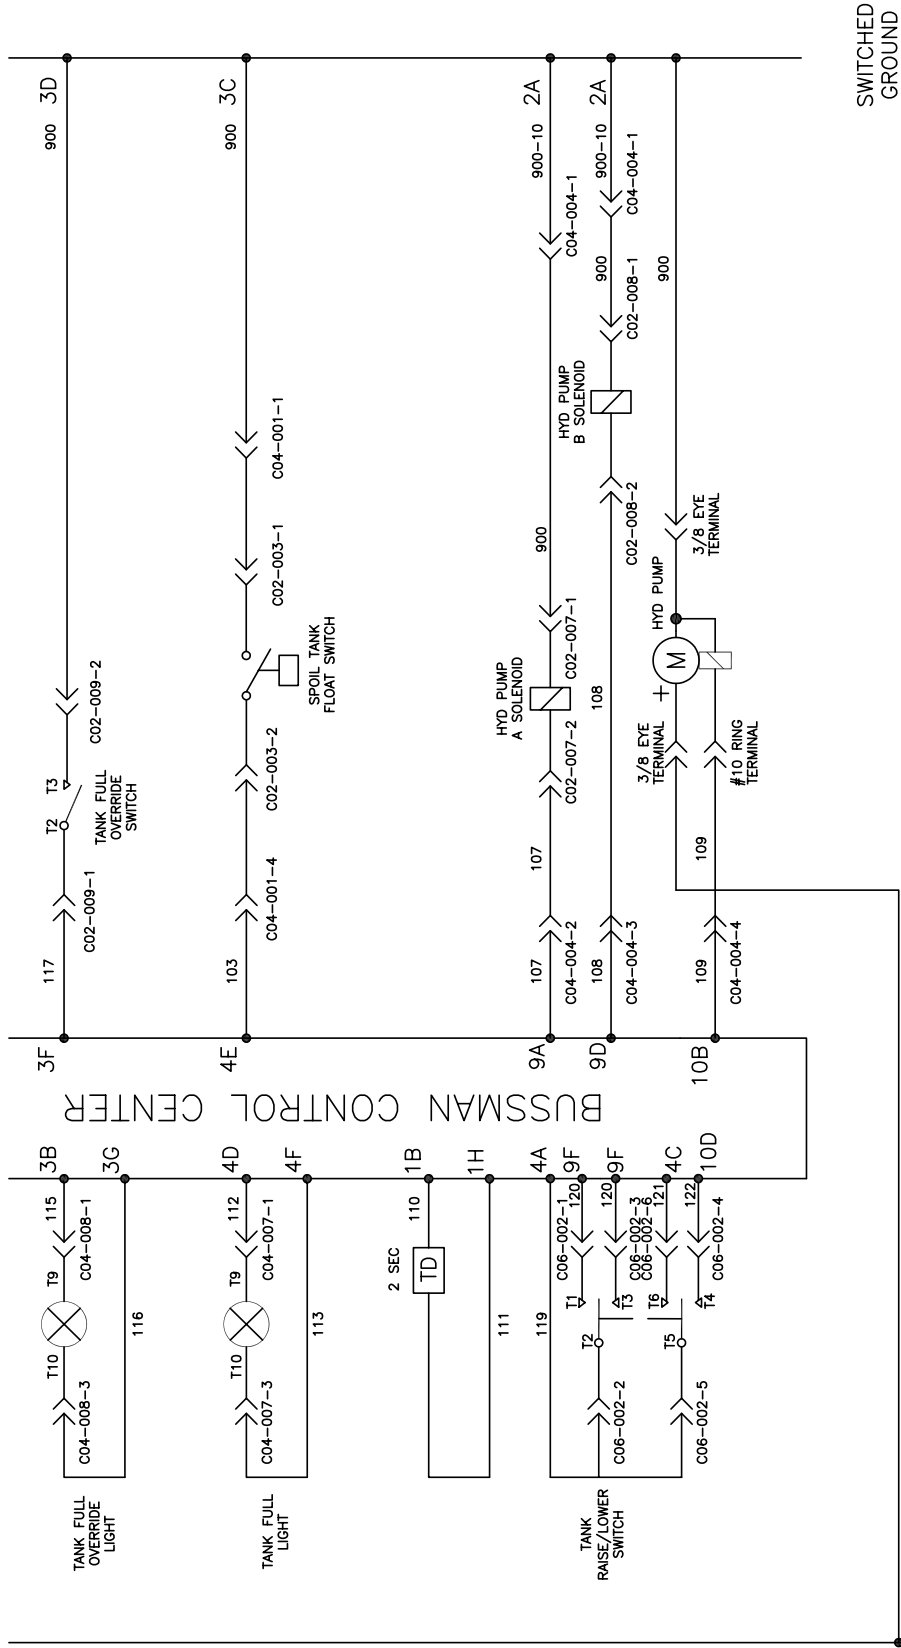 SWITCHED
GROUND
TANK FULL
OVERRIDE
LIGHT
C04-008-3
T10
T9
C04-008-1
115
3B
116
3G
3F
117
C02-009-1
T2
T3
TANK FULL
OVERRIDE
SWITCH
C02-009-2
900
3D
TANK FULL
LIGHT
C04-007-3
T10
T9
C04-007-1
112
4D
113
4F
BUSSMAN CONTROL CENTER
4E
103
C04-001-4
C02-003-2
SPOIL TANK
FLOAT SWITCH
C02-003-1
C04-001-1
900
3C
2 SEC
TD
110
1B
111
1H
119
4A
TANK
RAISE/LOWER
SWITCH
C06-002-2
T2
T1
C06-002-1
120
9F
T3
C06-002-3
120
9F
C06-002-5
T5
T6
C06-002-6
121
4C
T4
C06-002-4
122
10D
9A
107
C04-004-2
107
C02-007-2
HYD PUMP
A SOLENOID
C02-007-1
900
C04-004-1
900-10
2A
9D
108
C04-004-3
108
C02-008-2
HYD PUMP
B SOLENOID
C02-008-1
900
C04-004-1
900-10
2A
10B
109
C04-004-4
109
#10 RING
TERMINAL
3/8 EYE
TERMINAL
+
M
HYD PUMP
3/8 EYE
TERMINAL
900